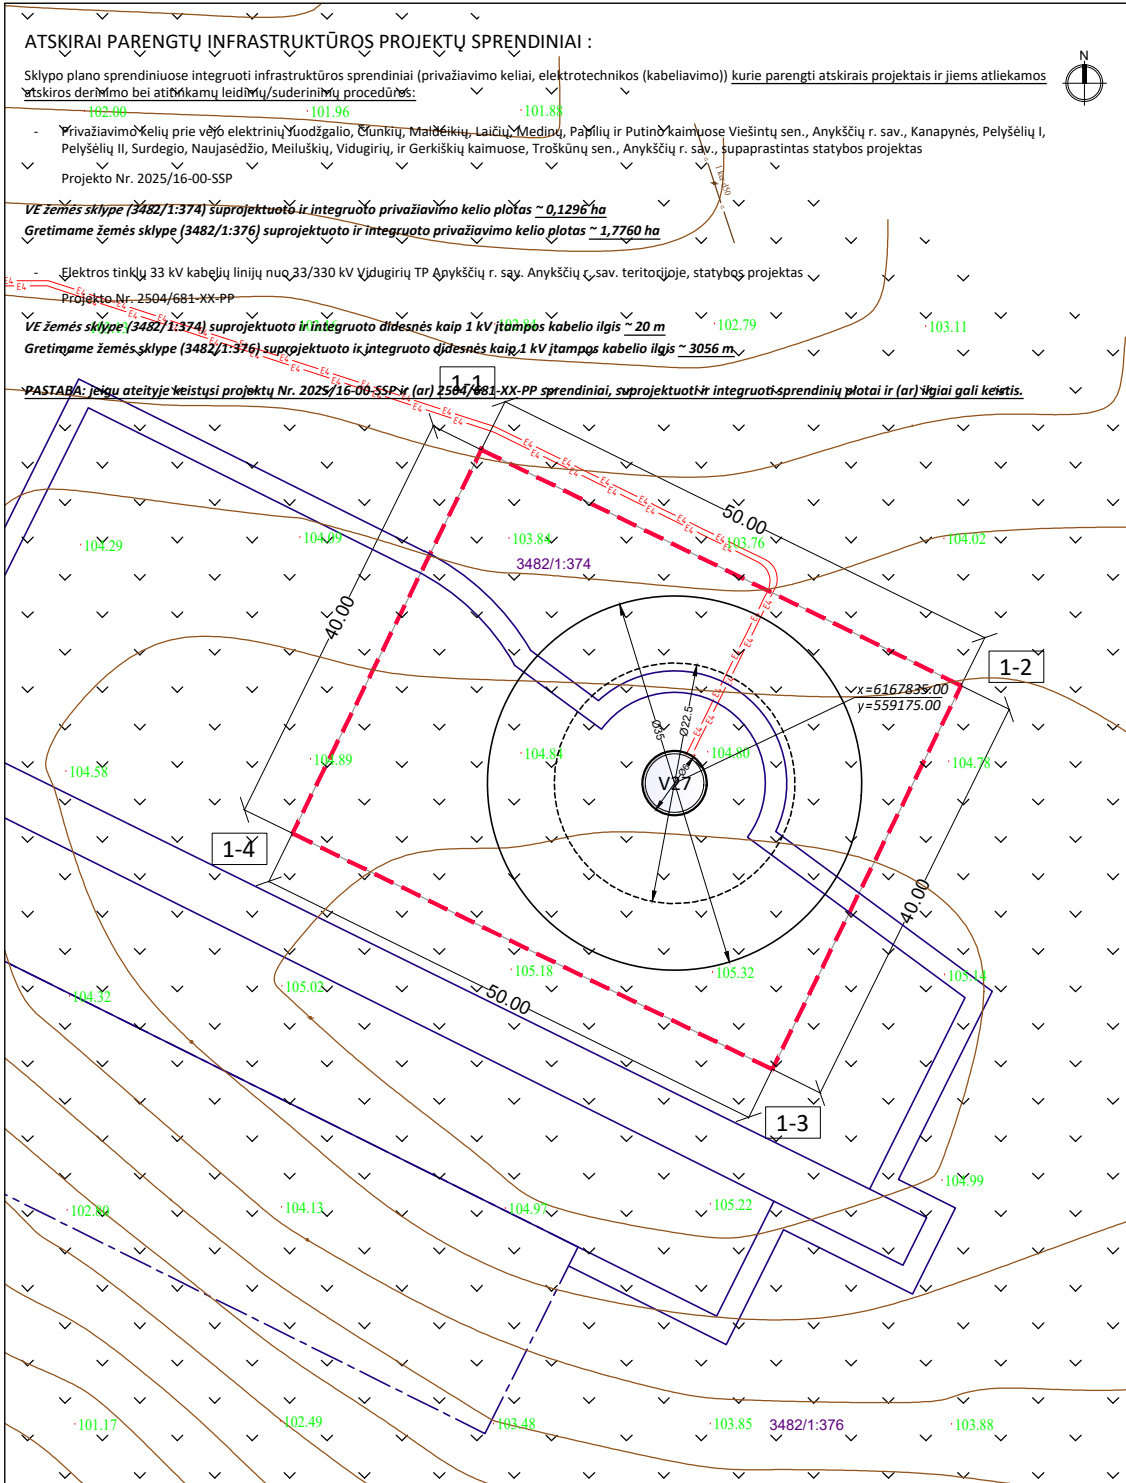 ATSKIRAI PARENGTŲ INFRASTRUKTŪROS PROJEKTŲ SPRENDINIAI :
N
Sklypo plano sprendiniuose integruoti infrastruktūros sprendiniai (privažiavimo keliai, elektrotechnikos (kabeliavimo)) kurie parengti atskirais projektais ir jiems atliekamos
atskiros derinimo bei atitinkamų leidimų/suderinimų procedūros:
102.00
101.96
101.88
- Privažiavimo kelių prie vėjo elektrinių Juodžgalio, Čiunkių, Maldeikių, Laičių, Medinų, Papilių ir Putino kaimuose Viešintų sen., Anykščių r. sav., Kanapynės, Pelyšėlių I,
Pelyšėlių II, Surdegio, Naujasėdžio, Meiluškių, Vidugirių, ir Gerkiškių kaimuose, Troškūnų sen., Anykščių r. sav., supaprastintas statybos projektas
Projekto Nr. 2025/16-00-SSP
VE žemės sklype (3482/1:374) suprojektuoto ir integruoto privažiavimo kelio plotas ~ 0,1296 ha
Gretimame žemės sklype (3482/1:376) suprojektuoto ir integruoto privažiavimo kelio plotas ~ 1,7760 ha
- Elektros tinklų 33 kV kabelių linijų nuo 33/330 kV Vidugirių TP Anykščių r. sav. Anykščių r. sav. teritorijoje, statybos projektas
Projekto Nr. 2504/681-XX-PP
VE žemės sklype (3482/1:374) suprojektuoto ir integruoto didesnės kaip 1 kV įtampos kabelio ilgis ~ 20 m
102.79
103.11
Gretimame žemės sklype (3482/1:376) suprojektuoto ir integruoto didesnės kaip 1 kV įtampos kabelio ilgis ~ 3056 m
1-1
PASTABA: jeigu ateityje keistųsi projektų Nr. 2025/16-00-SSP ir (ar) 2504/681-XX-PP sprendiniai, suprojektuoti ir integruoti sprendinių plotai ir (ar) ilgiai gali keistis.
50.00
104.29
104.09
103.84
103.76
104.02
3482/1:374
40.00
1-2
x=6167835.00
y=559175.00
Ø35
Ø22.5
104.58
104.89
104.84
104.80
104.78
V27
1-4
40.00
105.18
105.32
105.14
104.32
105.02
50.00
1-3
104.99
102.80
104.13
104.97
105.22
101.17
102.49
103.48
103.85
3482/1:376
103.88